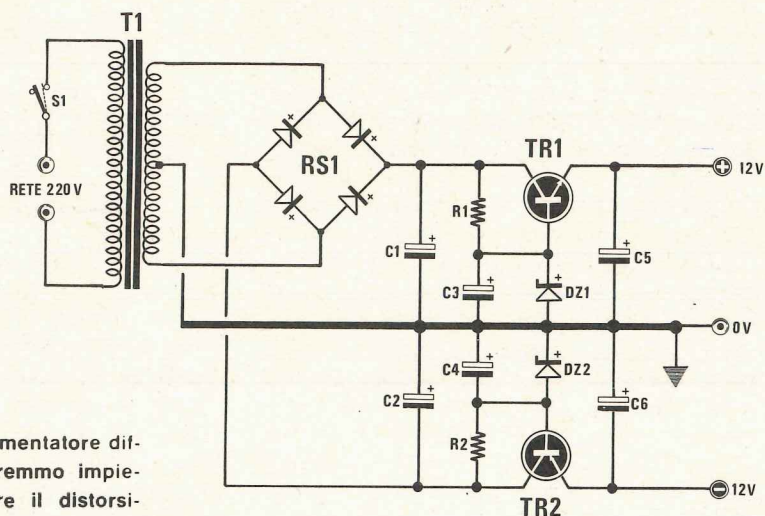 T1
S1
RETE 220 V
RS1
TR1
R1
C1
C3
DZ1
C5
12V
0V
C4
DZ2
C2
C6
R2
TR2
12V
mentatore dif-
remmo impie-
re il distorsi-